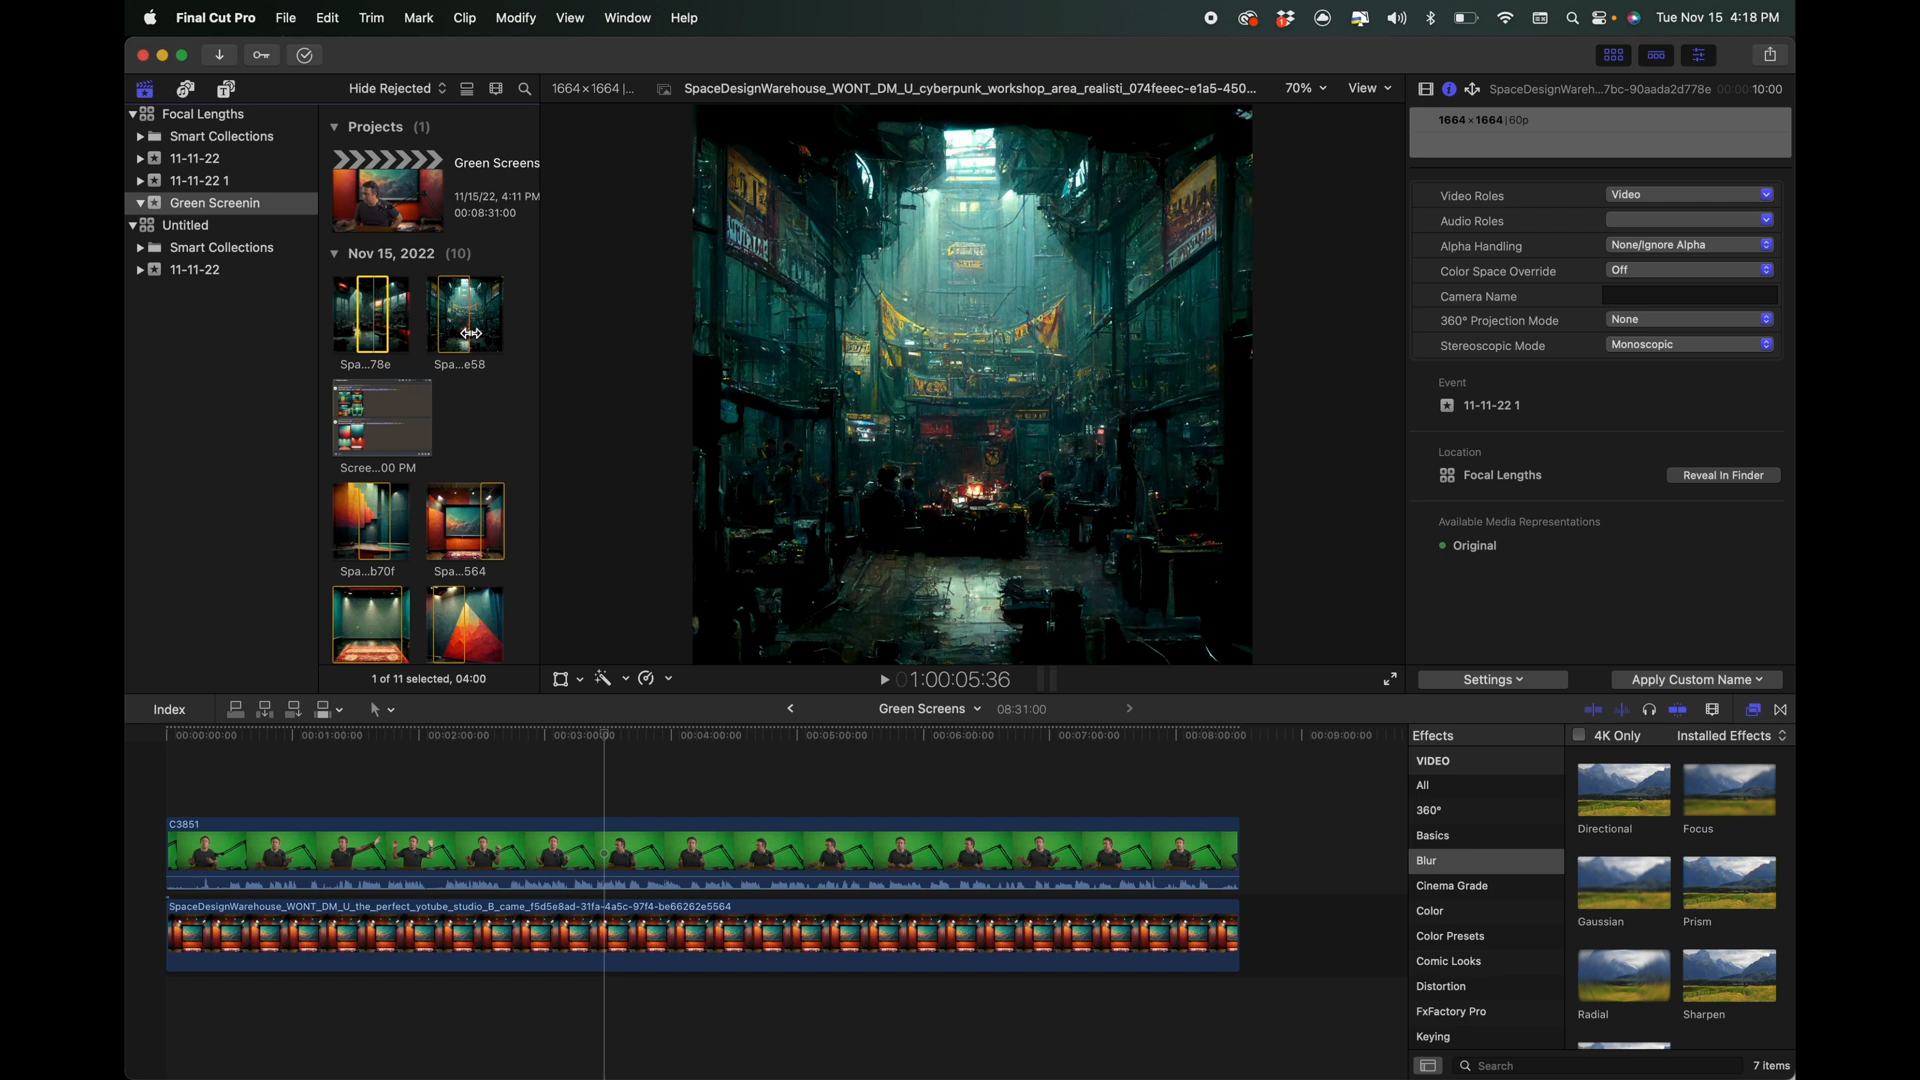 Final Cut Pro File Edit Trim Mark Clip Modify View Window Help
Tue Nov 15 4:18 PM
Hide Rejected
1664×1664 |...
SpaceDesignWarehouse_WONT_DM_U_cyberpunk_workshop_area_realisti_074feeec-e1a5-450...
70%
View
SpaceDesignWareh...7bc-90aada2d778e
00:00:10:00
Focal Lengths
Smart Collections
11-11-22
11-11-22 1
Green Screenin
Untitled
Smart Collections
11-11-22
Projects (1)
Green Screens
11/15/22, 4:11 PM
00:08:31:00
Nov 15, 2022 (10)
Spa...78e
Spa...e58
Scree...00 PM
Spa...b70f
Spa...564
1 of 11 selected, 04:00
01:00:05:36
1664 × 1664 | 60p
Video Roles Video
Audio Roles
Alpha Handling None/Ignore Alpha
Color Space Override Off
Camera Name
360° Projection Mode None
Stereoscopic Mode Monoscopic
Event
11-11-22 1
Location
Focal Lengths
Reveal In Finder
Available Media Representations
Original
Settings
Apply Custom Name
Index
Green Screens
08:31:00
00:00:00:00 00:01:00:00 00:02:00:00 00:03:00:00 00:04:00:00 00:05:00:00 00:06:00:00 00:07:00:00 00:08:00:00 00:09:00:00
C3851
SpaceDesignWarehouse_WONT_DM_U_the_perfect_yotube_studio_B_came_f5d5e8ad-31fa-4a5c-97f4-be66262e5564
Effects
4K Only
Installed Effects
VIDEO
All
360°
Basics
Blur
Cinema Grade
Color
Color Presets
Comic Looks
Distortion
FxFactory Pro
Keying
Directional
Focus
Gaussian
Prism
Radial
Sharpen
Search
7 items